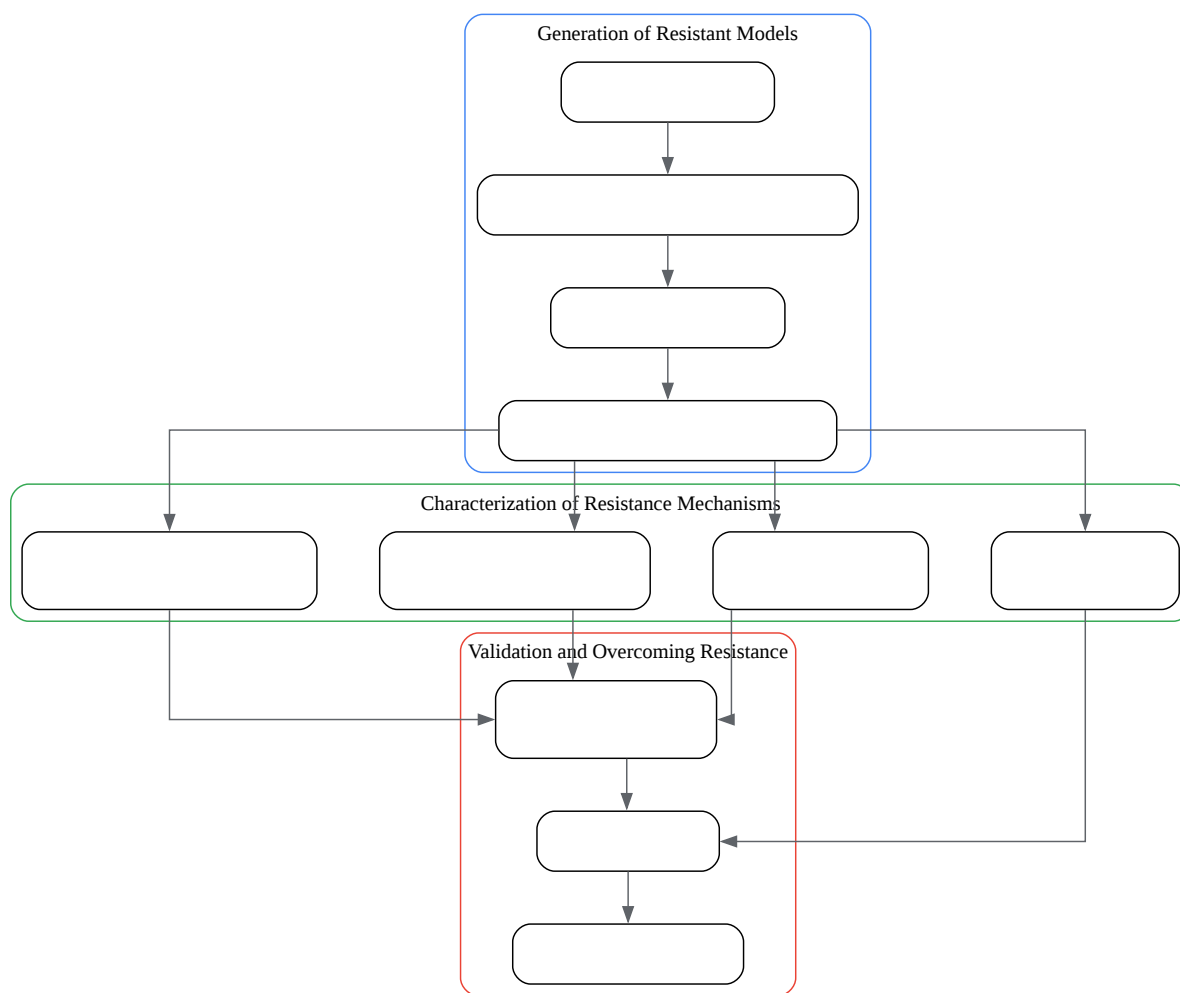 Generation of Resistant Models
Characterization of Resistance Mechanisms
Validation and Overcoming Resistance